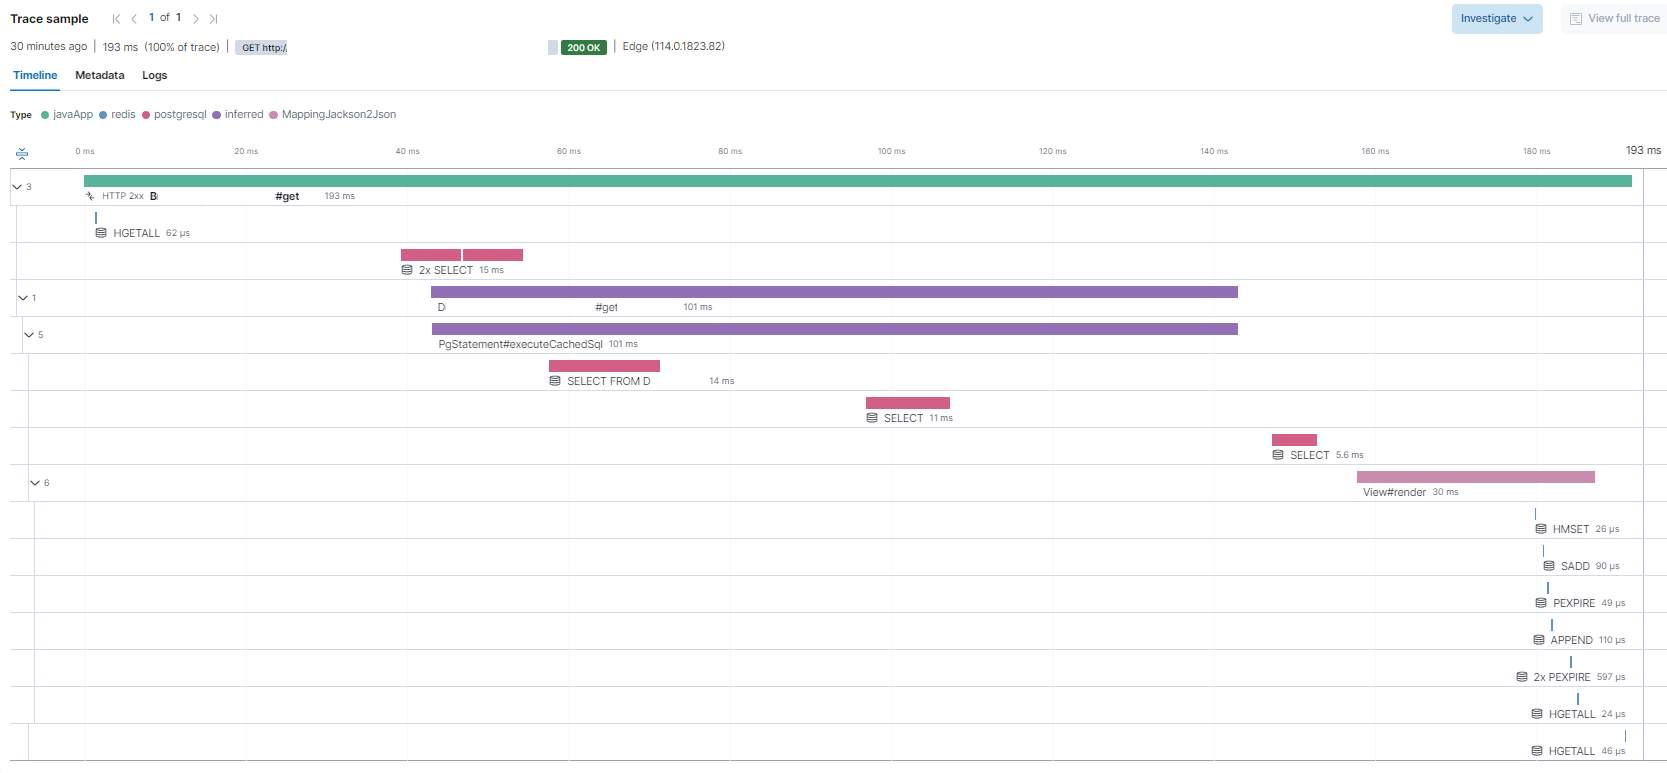 Trace sample 1 of 1 Investigate View full trace
30 minutes ago 193 ms (100% of trace) GET http:/ 200 OK Edge (114.0.1823.82)
Timeline Metadata Logs
Type javaApp redis postgresql inferred MappingJackson2Json
0 ms 20 ms 40 ms 60 ms 80 ms 100 ms 120 ms 140 ms 160 ms 180 ms 193 ms
3
HTTP 2xx B #get 193 ms
HGETALL 62 μs
2x SELECT 15 ms
1
D #get 101 ms
5
PgStatement#executeCachedSql 101 ms
SELECT FROM D 14 ms
SELECT 11 ms
SELECT 5.6 ms
6
View#render 30 ms
HMSET 26 μs
SADD 90 μs
PEXPIRE 49 μs
APPEND 110 μs
2x PEXPIRE 597 μs
HGETALL 24 μs
HGETALL 46 μs